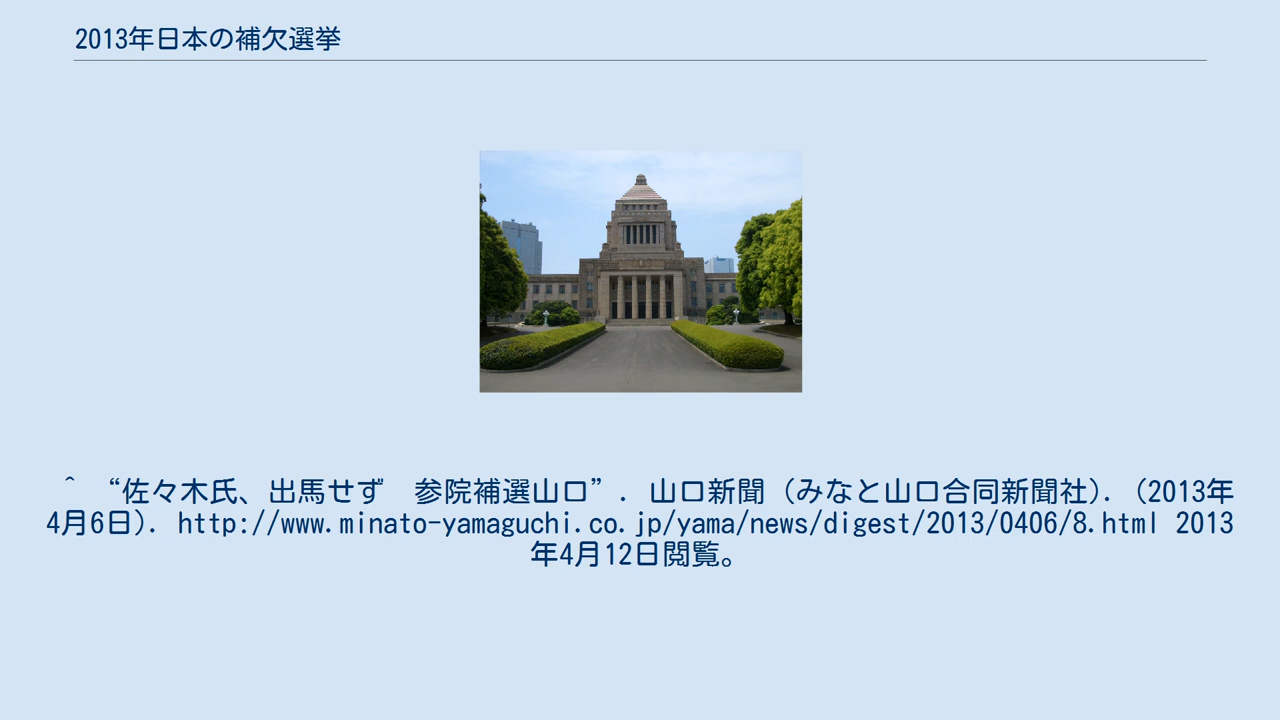 2013年日本の補欠選挙
^ “佐々木氏、出馬せず　参院補選山口”. 山口新聞 (みなと山口合同新聞社). (2013年
4月6日). http://www.minato-yamaguchi.co.jp/yama/news/digest/2013/0406/8.html 2013
年4月12日閲覧。